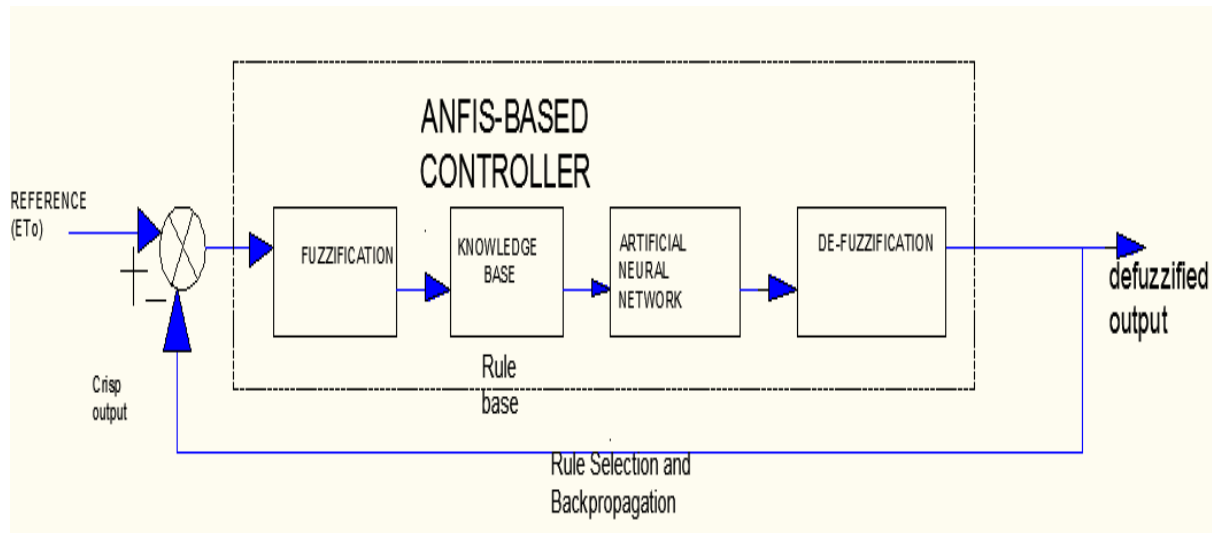 ANFIS-BASED
CONTROLLER
REFERENCE
(ETo)
+
−
FUZZIFICATION
KNOWLEDGE
BASE
ARTIFICIAL
NEURAL
NETWORK
DE-FUZZIFICATION
defuzzified
output
Rule
base
Crisp
output
Rule Selection and
Backpropagation